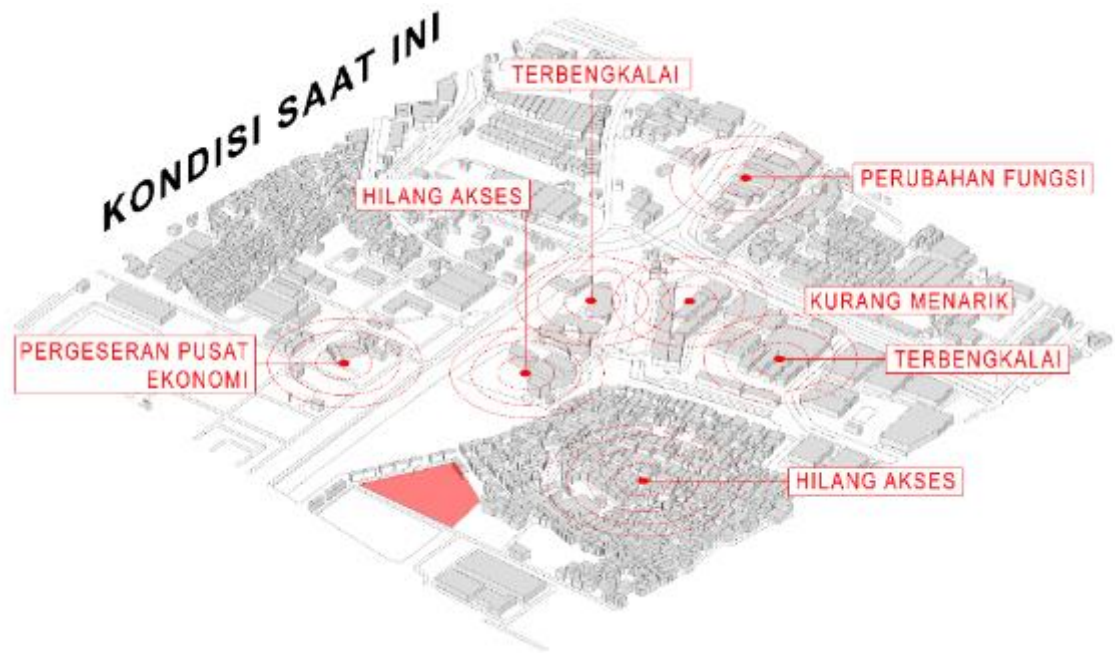 KONDISI SAAT INI
TERBENGKALAI
PERUBAHAN FUNGSI
HILANG AKSES
KURANG MENARIK
PERGESERAN PUSAT
EKONOMI
TERBENGKALAI
HILANG AKSES